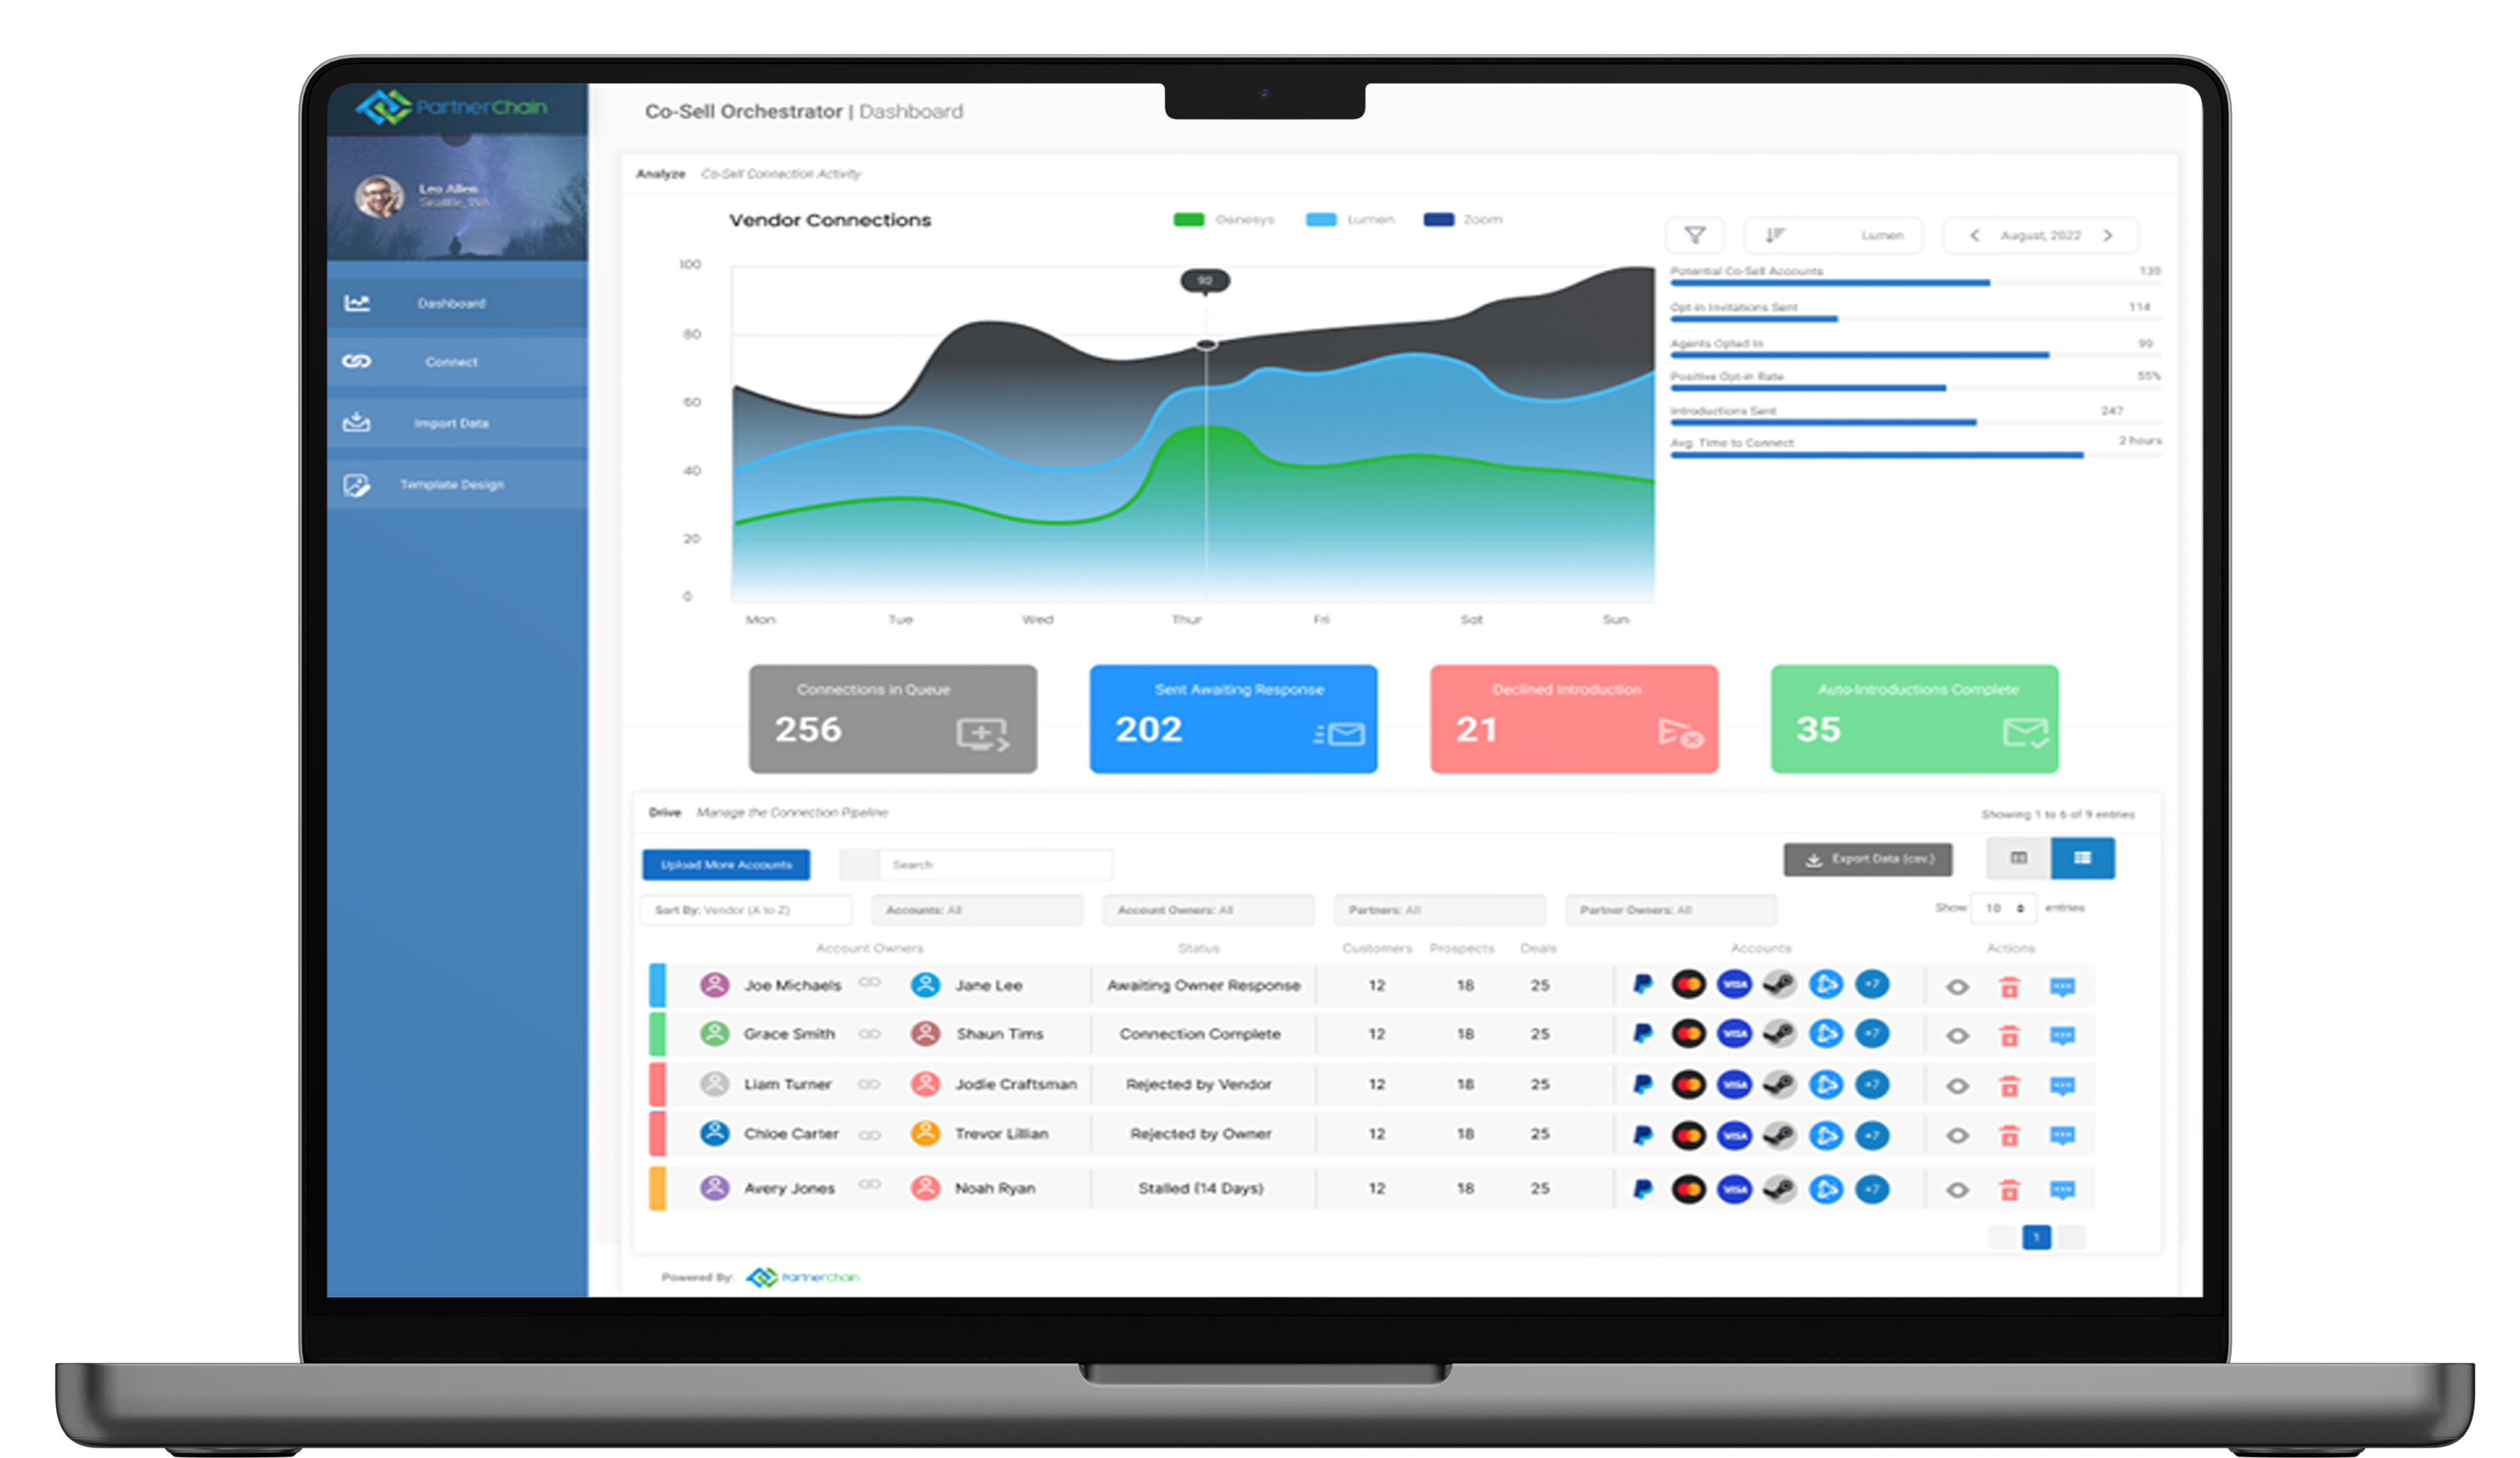 PartnerChain
Leo Allen
Seattle, WA
Dashboard
Connect
Import Data
Template Design
Co-Sell Orchestrator | Dashboard
Analyze Co-Sell Connection Activity
Vendor Connections
Genesys Lumen Zoom
Lumen
August, 2022
100
80
60
40
20
0
92
Mon Tue Wed Thur Fri Sat Sun
Potential Co-Sell Accounts 130
Opt-in Invitations Sent 114
Agents Opted In 99
Positive Opt-in Rate 55%
Introductions Sent 247
Avg. Time to Connect 2 hours
Connections in Queue
256
Sent Awaiting Response
202
Declined Introduction
21
Auto-Introductions Complete
35
Drive Manage the Connection Pipeline
Showing 1 to 6 of 9 entries
Upload More Accounts
Search
Export Data (csv.)
Sort By: Vendor (A to Z)
Accounts: All
Account Owners: All
Partners: All
Partner Owners: All
Show 10 entries
Account Owners Status Customers Prospects Deals Accounts Actions
Joe Michaels Jane Lee Awaiting Owner Response 12 18 25 VISA +7
Grace Smith Shaun Tims Connection Complete 12 18 25 VISA +7
Liam Turner Jodie Craftsman Rejected by Vendor 12 18 25 VISA +7
Chloe Carter Trevor Lillian Rejected by Owner 12 18 25 VISA +7
Avery Jones Noah Ryan Stalled (14 Days) 12 18 25 VISA +7
1
Powered By: PartnerChain